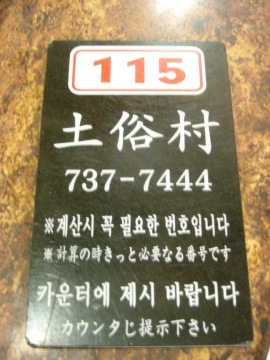 115
土俗村
737-7444
※계산시 꼭 필요한 번호입니다
※計算の時きっと必要なる番号です
카운터에 제시 바랍니다
カウンタじ提示下さい